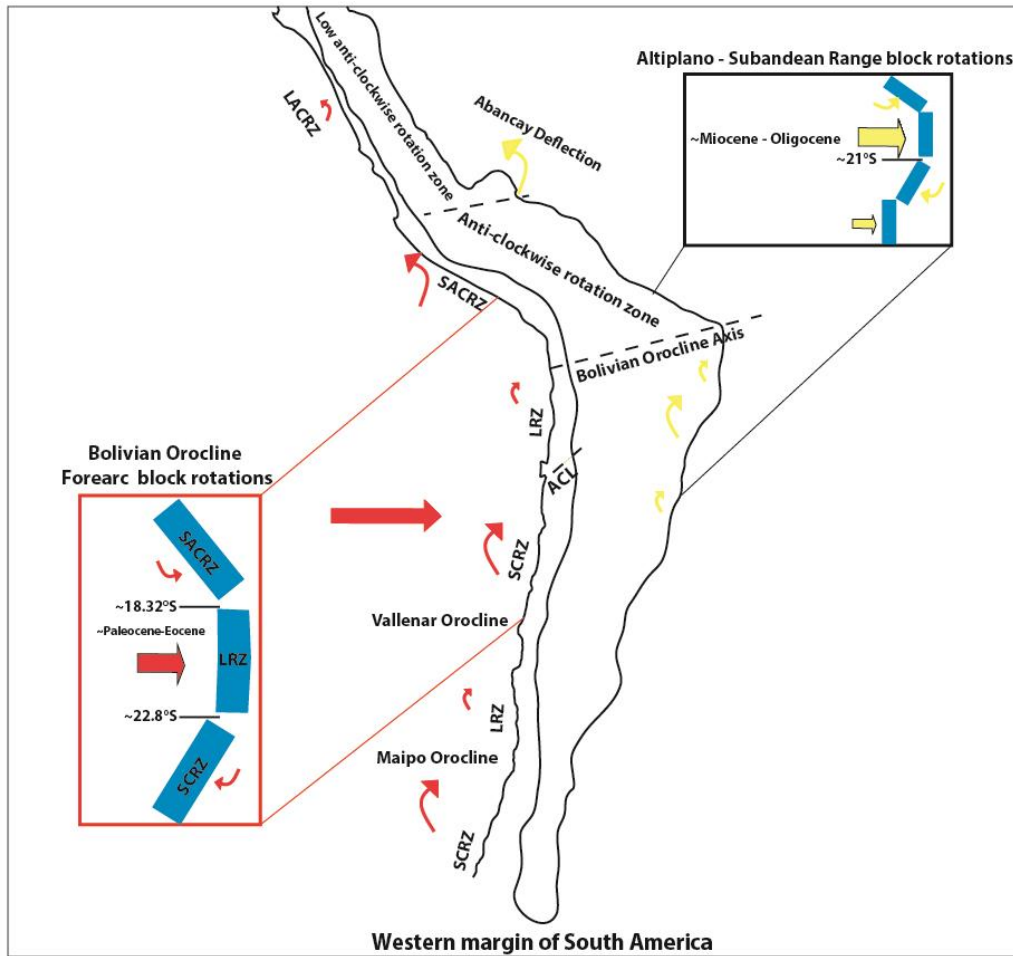 Low anti-clockwise rotation zone
LACRZ
Abancay Deflection
Altiplano - Subandean Range block rotations
~Miocene - Oligocene
~21°S
Anti-clockwise rotation zone
SACRZ
Bolivian Orocline Axis
LRZ
ACL
SCRZ
Vallenar Orocline
LRZ
Maipo Orocline
SCRZ
Bolivian Orocline
Forearc block rotations
SACRZ
~18.32°S
~Paleocene-Eocene
LRZ
~22.8°S
SCRZ
Western margin of South America